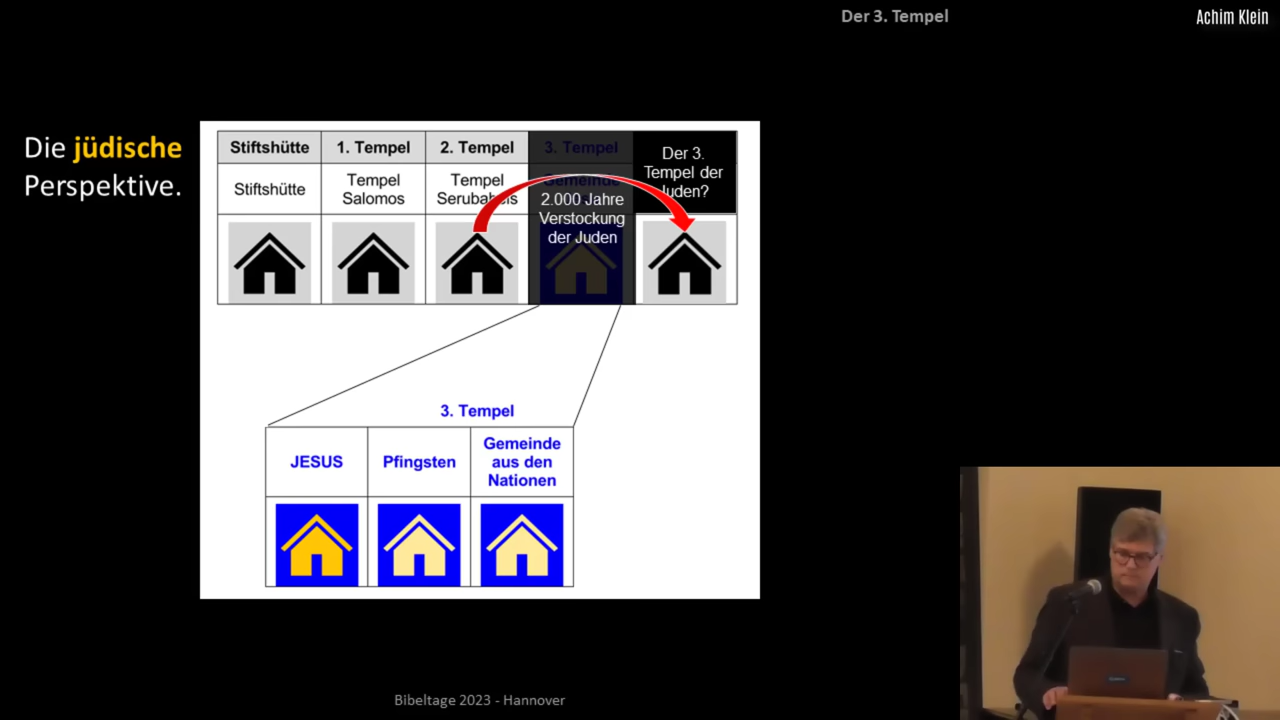 Der 3. Tempel
Achim Klein
Die jüdische
Perspektive.
Stiftshütte
1. Tempel
2. Tempel
3. Tempel
Der 3.
Tempel der
Juden?
Stiftshütte
Tempel
Salomos
Tempel
Serubabels
Gemeinde
2.000 Jahre
Verstockung
der Juden
3. Tempel
JESUS
Pfingsten
Gemeinde
aus den
Nationen
Bibeltage 2023 - Hannover